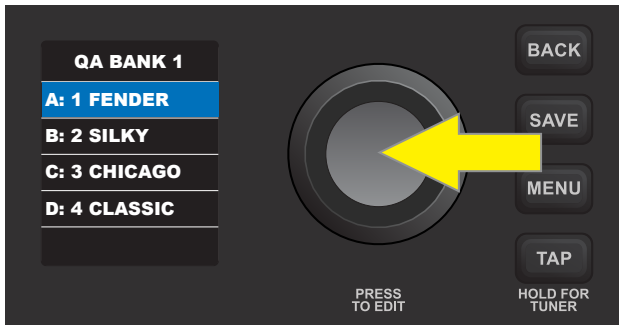 QA BANK 1
A: 1 FENDER
B: 2 SILKY
C: 3 CHICAGO
D: 4 CLASSIC
BACK
SAVE
MENU
TAP
PRESS
TO EDIT
HOLD FOR
TUNER